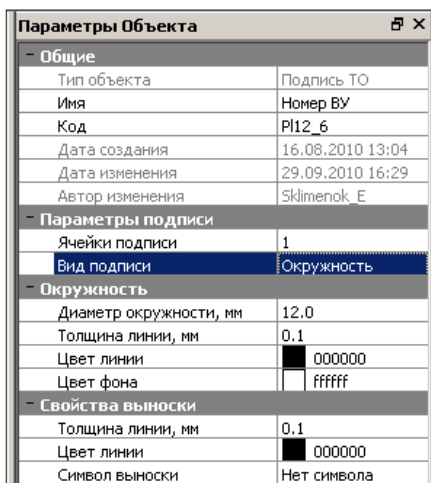 Параметры Объекта
Общие
Тип объекта Подпись ТО
Имя Номер ВУ
Код Pl12_6
Дата создания 16.08.2010 13:04
Дата изменения 29.09.2010 16:29
Автор изменения Sklimenok_E
Параметры подписи
Ячейки подписи 1
Вид подписи Окружность
Окружность
Диаметр окружности, мм 12.0
Толщина линии, мм 0.1
Цвет линии 000000
Цвет фона ffffff
Свойства выноски
Толщина линии, мм 0.1
Цвет линии 000000
Символ выноски Нет символа